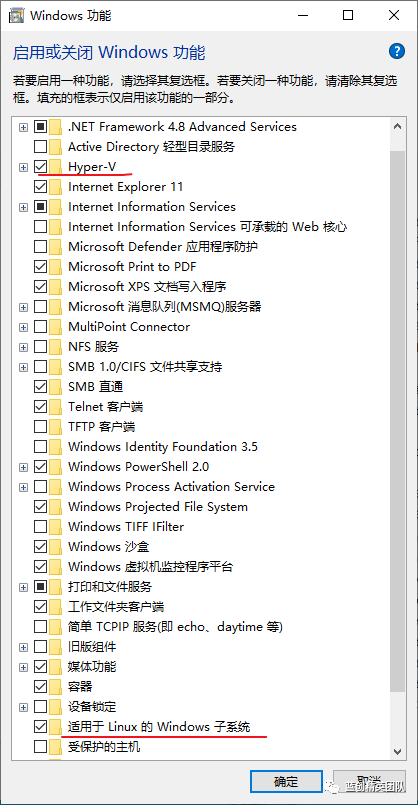 Windows 功能
启用或关闭 Windows 功能
?
若要启用一种功能，请选择其复选框。若要关闭一种功能，请清除其复选
框。填充的框表示仅启用该功能的一部分。
.NET Framework 4.8 Advanced Services
Active Directory 轻型目录服务
Hyper-V
Internet Explorer 11
Internet Information Services
Internet Information Services 可承载的 Web 核心
Microsoft Defender 应用程序防护
Microsoft Print to PDF
Microsoft XPS 文档写入程序
Microsoft 消息队列(MSMQ)服务器
MultiPoint Connector
NFS 服务
SMB 1.0/CIFS 文件共享支持
SMB 直通
Telnet 客户端
TFTP 客户端
Windows Identity Foundation 3.5
Windows PowerShell 2.0
Windows Process Activation Service
Windows Projected File System
Windows TIFF IFilter
Windows 沙盒
Windows 虚拟机监控程序平台
打印和文件服务
工作文件夹客户端
简单 TCPIP 服务(即 echo、daytime 等)
旧版组件
媒体功能
容器
设备锁定
适用于 Linux 的 Windows 子系统
受保护的主机
确定
取消
蓝创精英团队